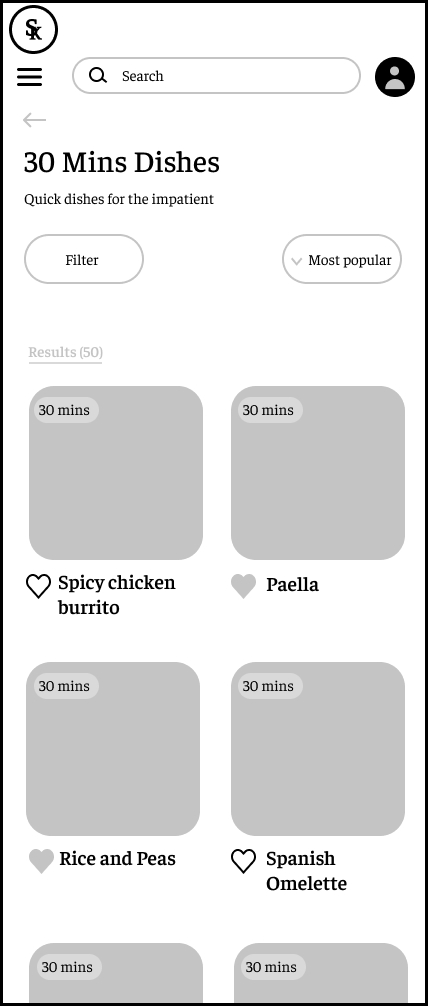 SK
Search
30 Mins Dishes
Quick dishes for the impatient
Filter
Most popular
Results (50)
30 mins
30 mins
Spicy chicken
burrito
Paella
30 mins
30 mins
Rice and Peas
Spanish
Omelette
30 mins
30 mins